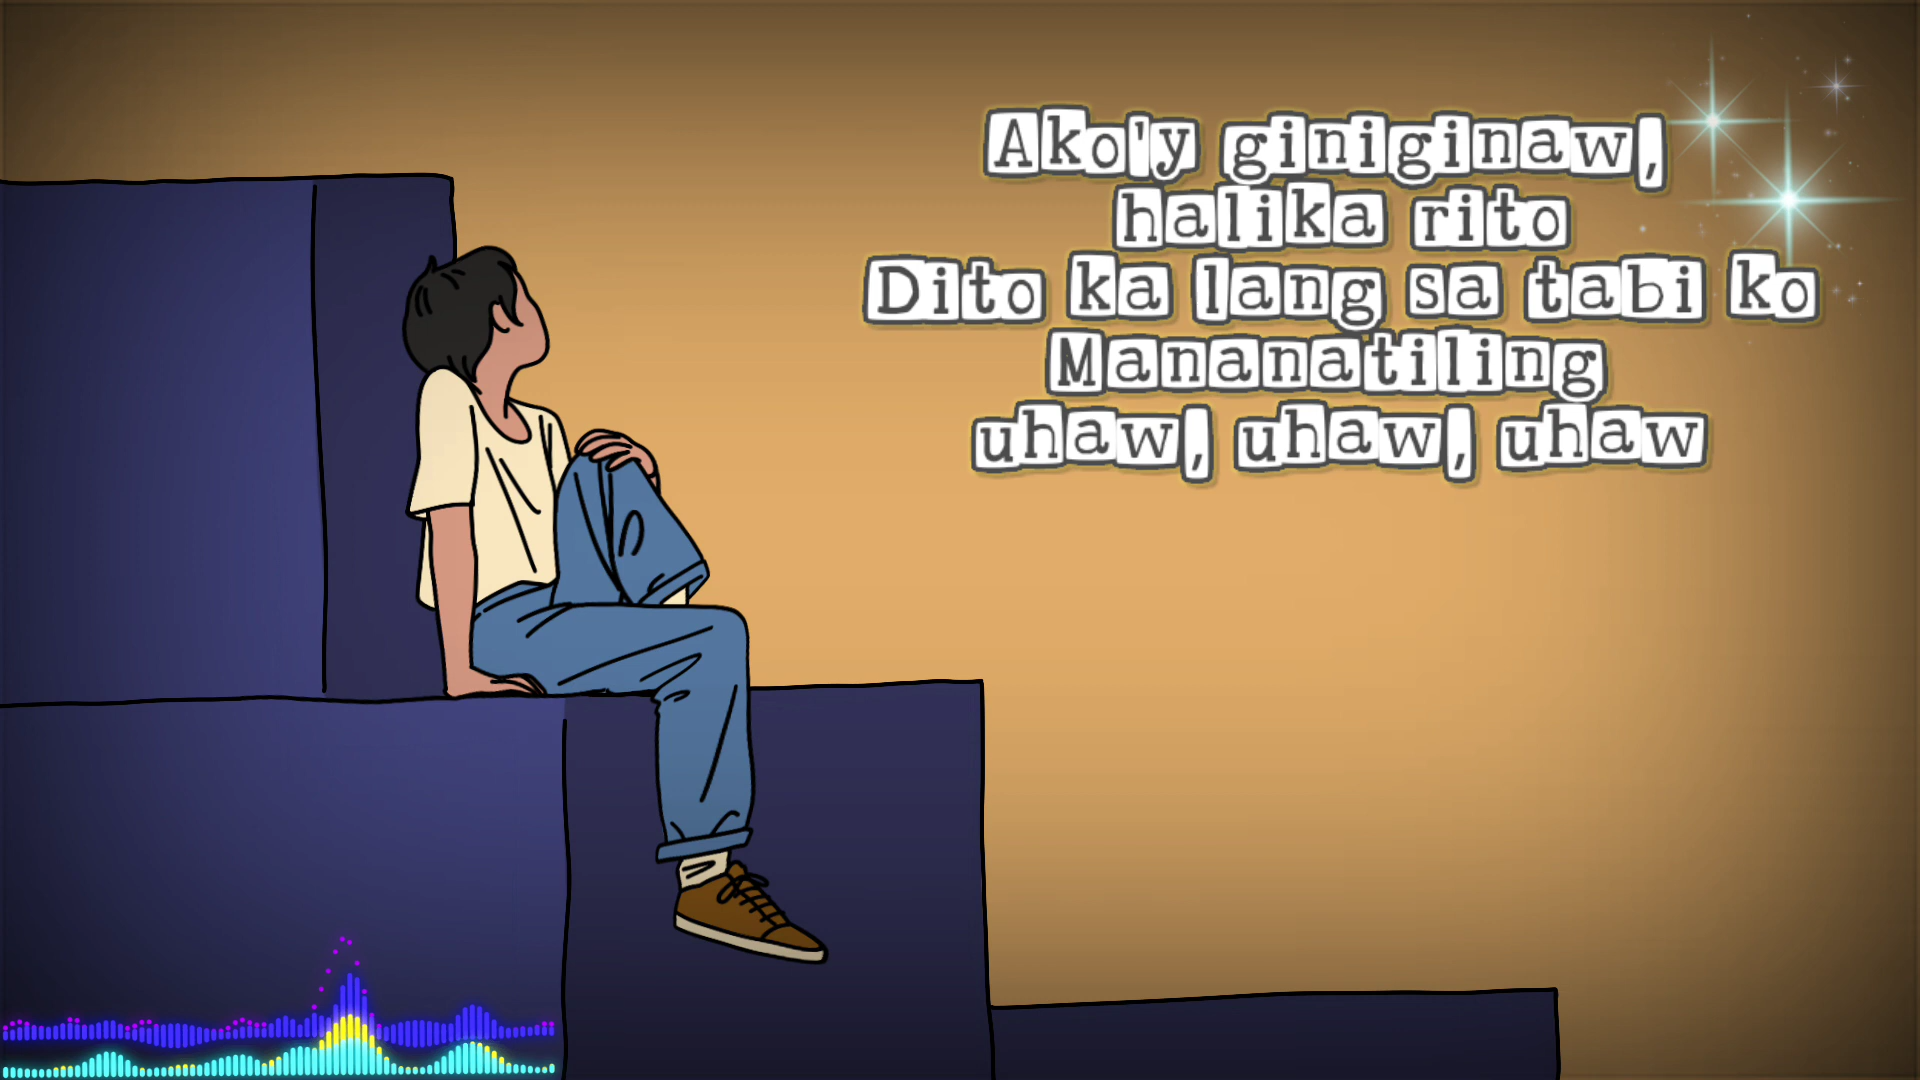 Ako'y giniginaw,
halika rito
Dito ka lang sa tabi ko
Mananatiling
uhaw, uhaw, uhaw